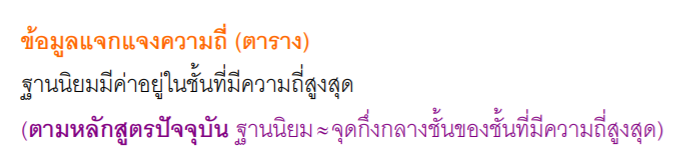 ข้อมูลแจกแจงความถี่ (ตาราง)
ฐานนิยมมีค่าอยู่ในชั้นที่มีความถี่สูงสุด
(ตามหลักสูตรปัจจุบัน ฐานนิยม ≈ จุดกึ่งกลางชั้นของชั้นที่มีความถี่สูงสุด)